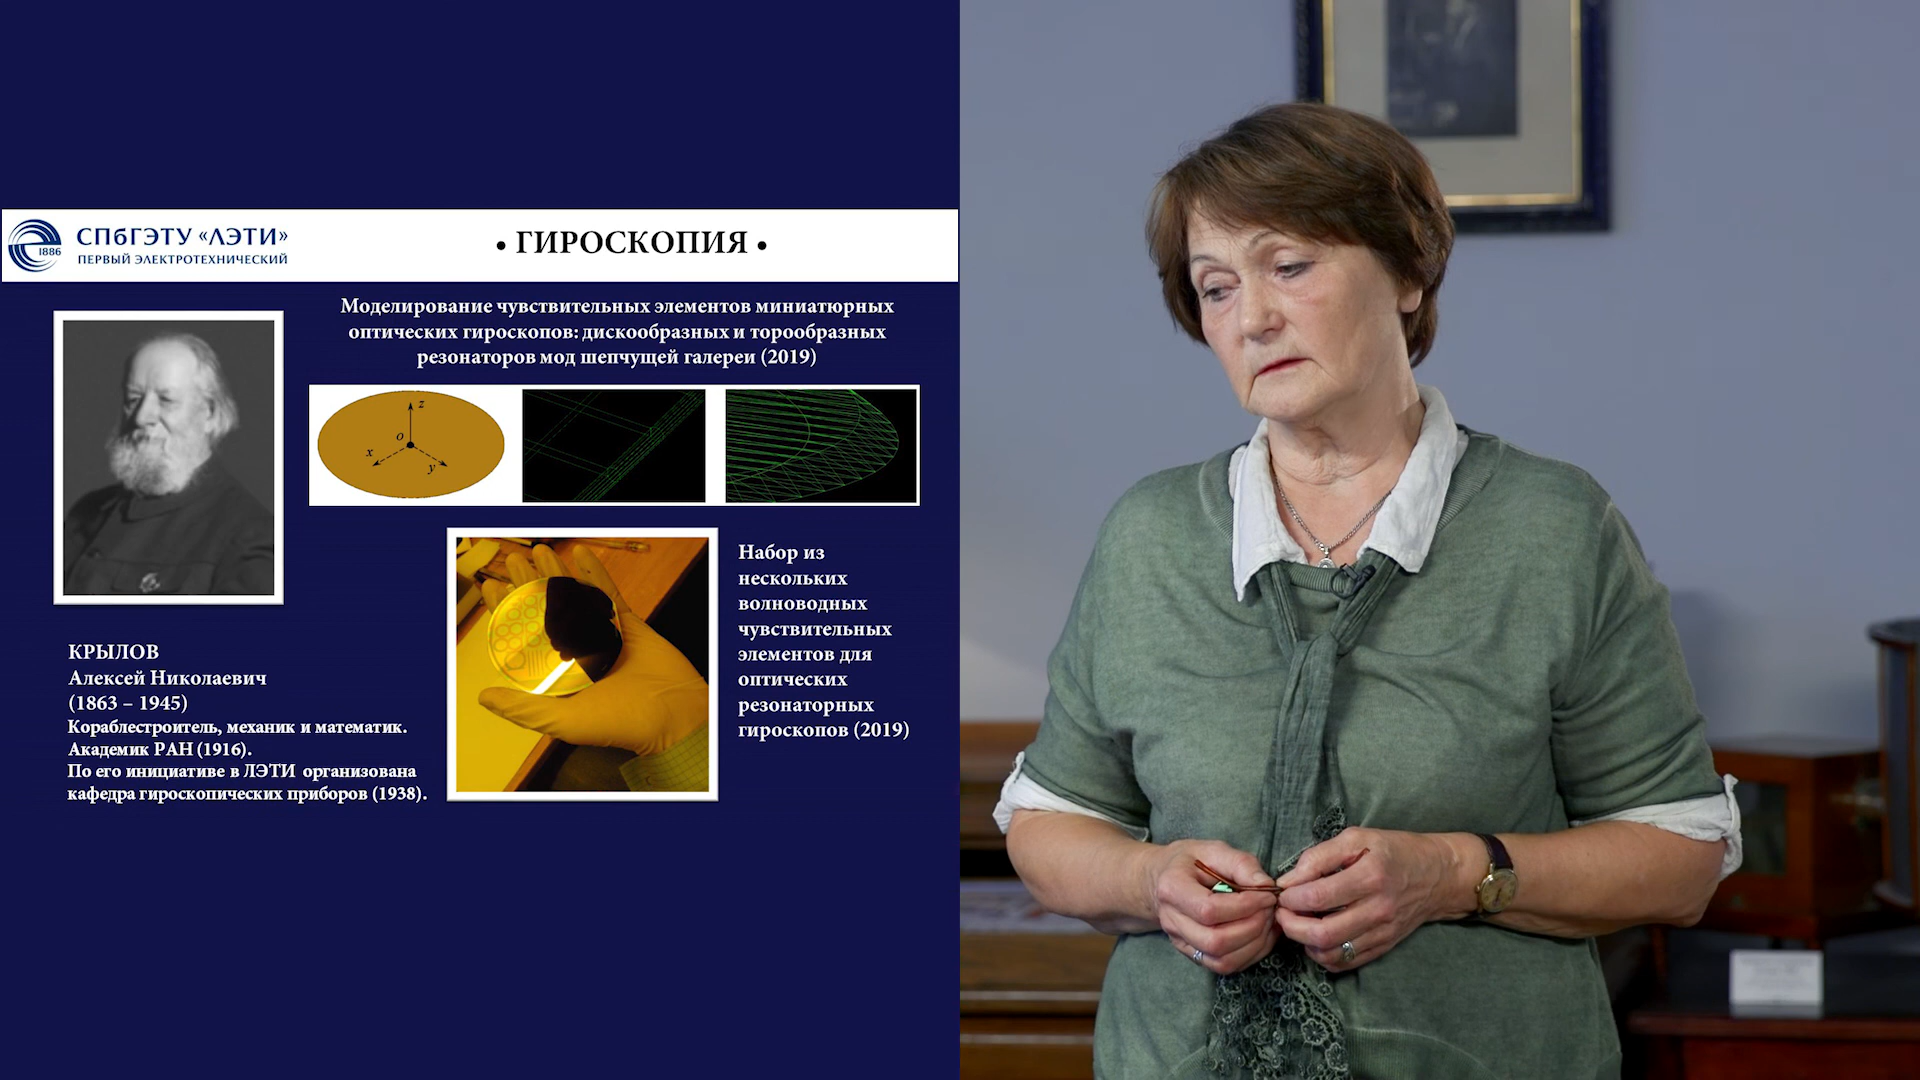 СПбГЭТУ «ЛЭТИ»
ПЕРВЫЙ ЭЛЕКТРОТЕХНИЧЕСКИЙ
1886
• ГИРОСКОПИЯ •
Моделирование чувствительных элементов миниатюрных
оптических гироскопов: дискообразных и торообразных
резонаторов мод шепчущей галереи (2019)
z
o
x
y
Набор из
нескольких
волноводных
чувствительных
элементов для
оптических
резонаторных
гироскопов (2019)
КРЫЛОВ
Алексей Николаевич
(1863 – 1945)
Кораблестроитель, механик и математик.
Академик РАН (1916).
По его инициативе в ЛЭТИ организована
кафедра гироскопических приборов (1938).